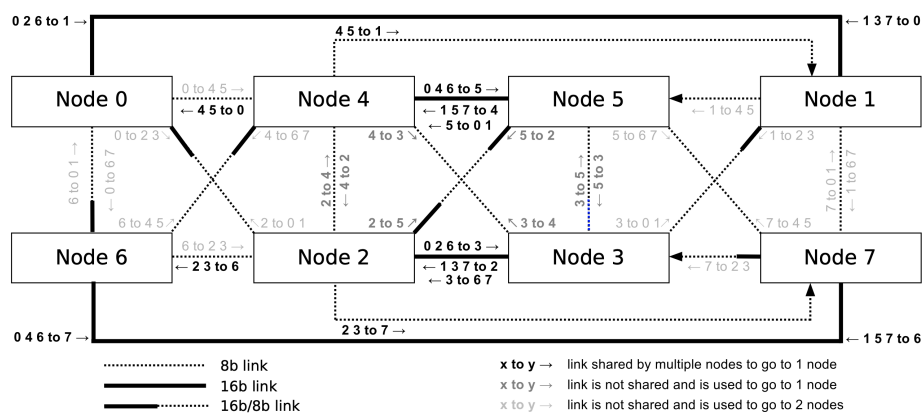 0 2 6 to 1 →
← 1 3 7 to 0
4 5 to 1 →
Node 0
0 to 4 5 →
← 4 5 to 0
Node 4
0 4 6 to 5 →
← 1 5 7 to 4
← 5 to 0 1
Node 5
← 1 to 4 5
Node 1
0 to 2 3 ↘
↙ 4 to 6 7
4 to 3 ↘
↙ 5 to 2
5 to 6 7 ↘
↙ 1 to 2 3
6 to 0 1 →
← 0 to 6 7
2 to 4 →
← 4 to 2
3 to 5 →
← 5 to 3
7 to 0 1 →
← 1 to 6 7
6 to 4 5 ↗
↖ 2 to 0 1
2 to 5 ↗
↖ 3 to 4
3 to 0 1 ↗
↖ 7 to 4 5
Node 6
6 to 2 3 →
← 2 3 to 6
Node 2
0 2 6 to 3 →
← 1 3 7 to 2
← 3 to 6 7
Node 3
← 7 to 2 3
Node 7
2 3 to 7 →
0 4 6 to 7 →
← 1 5 7 to 6
8b link
16b link
16b/8b link
x to y → link shared by multiple nodes to go to 1 node
x to y → link is not shared and is used to go to 1 node
x to y → link is not shared and is used to go to 2 nodes